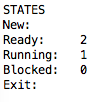 STATES
New:
Ready: 2
Running: 1
Blocked: 0
Exit: